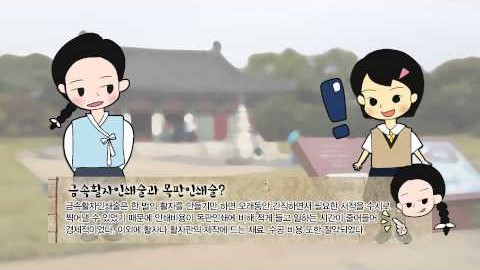 금속활자인쇄술과 목판인쇄술?
금속활자인쇄술은 한 벌의 활자를 만들기만 하면 오래동안 간직하면서 필요한 서적을 수시로
찍어낼 수 있었기 때문에 인쇄비용이 목판인쇄에 비해 적게 들고 일하는 시간이 줄어들어
경제적이었다. 이외에 활자나 활자판의 제작에 드는 재료, 수공 비용 또한 절약되었다.